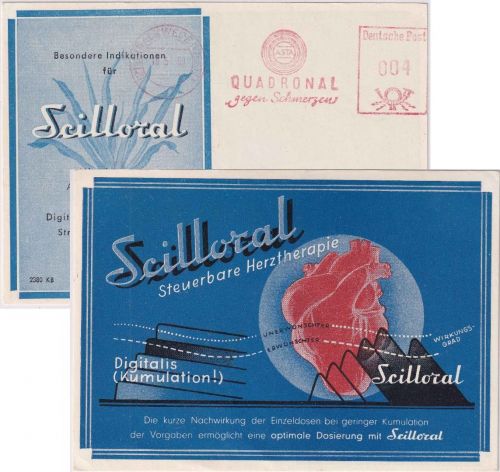 Besondere Indikationen
für
Scilloral
A
Digit
Str
2380 KB
ASTA
QUADRONAL
gegen Schmerzen
Deutsche Post
004
Scilloral
Steuerbare Herztherapie
UNERWÜNSCHTER
ERWÜNSCHTER
WIRKUNGS-
GRAD
Digitalis
(Kumulation!)
Scilloral
Die kurze Nachwirkung der Einzeldosen bei geringer Kumulation
der Vorgaben ermöglicht eine optimale Dosierung mit Scilloral